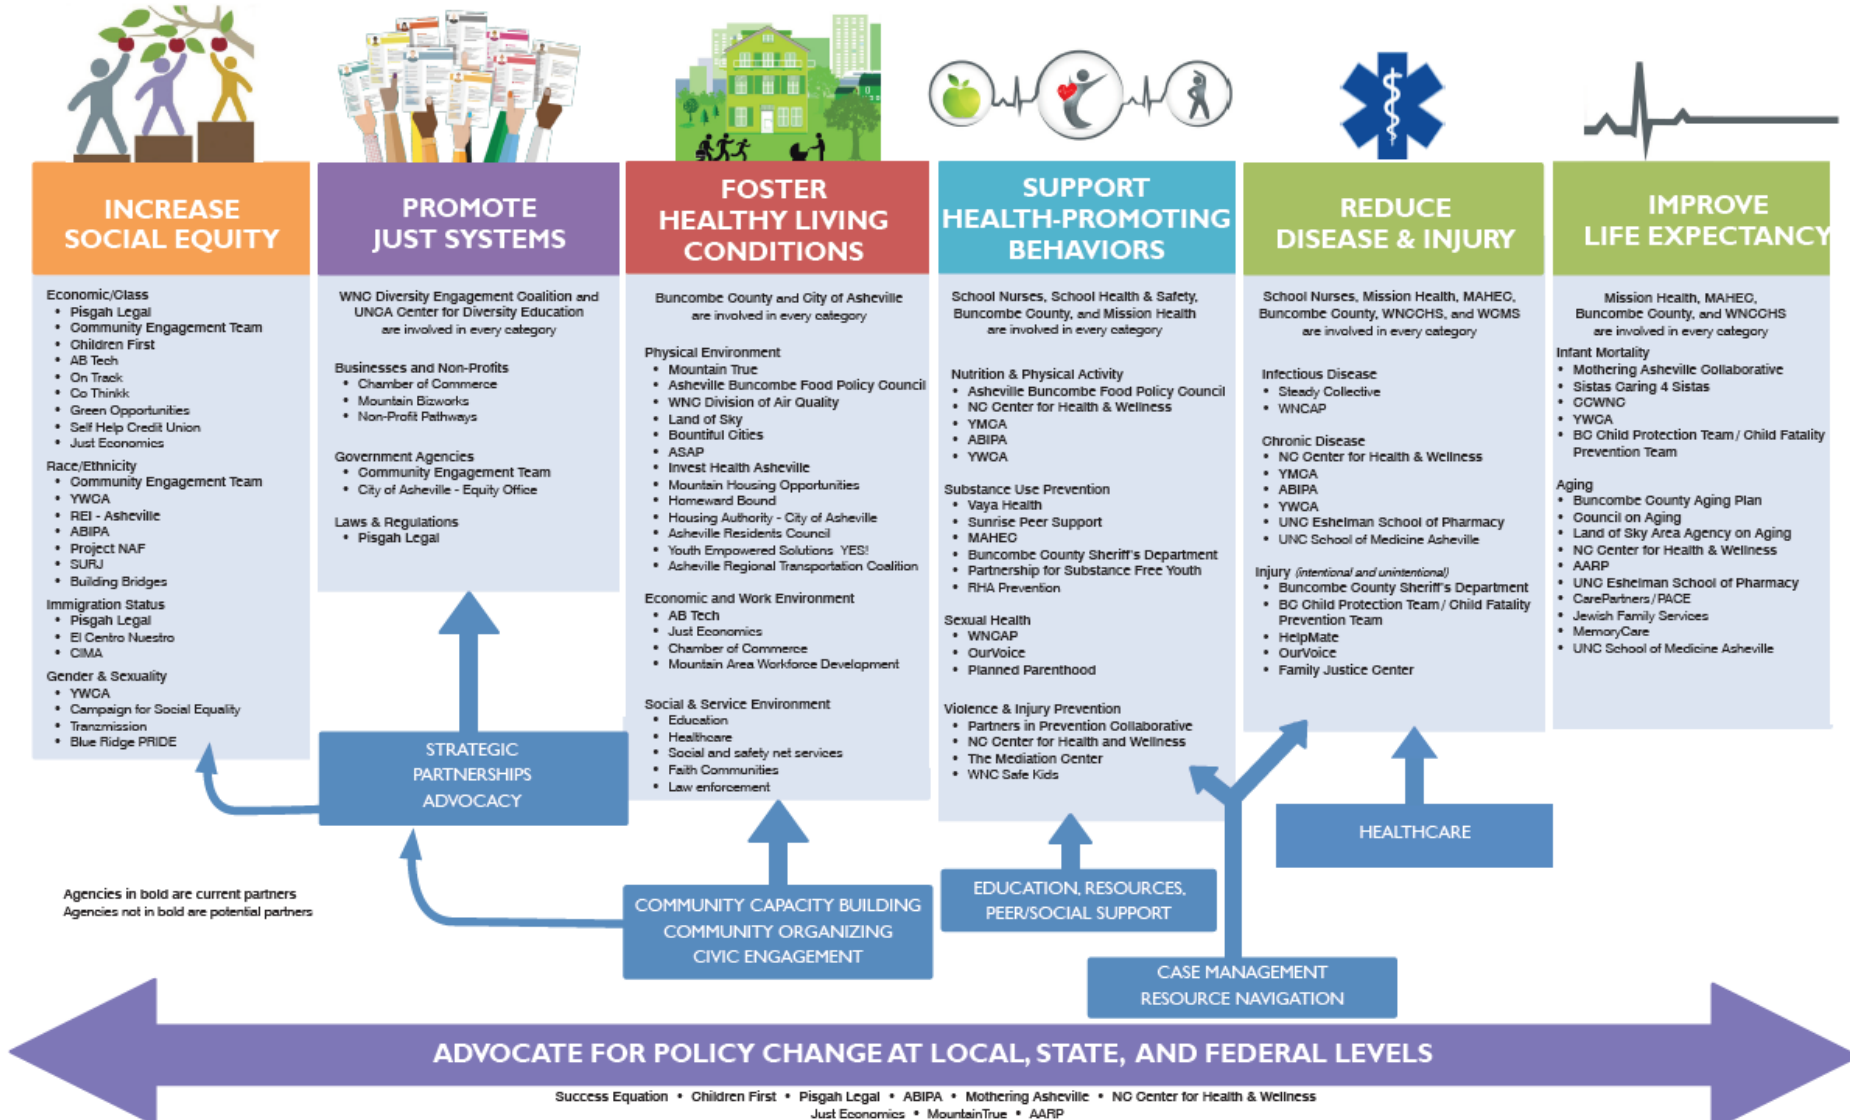 INCREASE
SOCIAL EQUITY
Economic/Class
• Pisgah Legal
• Community Engagement Team
• Children First
• AB Tech
• On Track
• Co Thinkk
• Green Opportunities
• Self Help Credit Union
• Just Economics
Race/Ethnicity
• Community Engagement Team
• YWCA
• REI - Asheville
• ABIPA
• Project NAF
• SURJ
• Building Bridges
Immigration Status
• Pisgah Legal
• El Centro Nuestro
• CIMA
Gender & Sexuality
• YWCA
• Campaign for Social Equality
• Tranzmission
• Blue Ridge PRIDE
PROMOTE
JUST SYSTEMS
WNC Diversity Engagement Coalition and
UNCA Center for Diversity Education
are involved in every category
Businesses and Non-Profits
• Chamber of Commerce
• Mountain Bizworks
• Non-Profit Pathways
Government Agencies
• Community Engagement Team
• City of Asheville - Equity Office
Laws & Regulations
• Pisgah Legal
FOSTER
HEALTHY LIVING
CONDITIONS
Buncombe County and City of Asheville
are involved in every category
Physical Environment
• Mountain True
• Asheville Buncombe Food Policy Council
• WNC Division of Air Quality
• Land of Sky
• Bountiful Cities
• ASAP
• Invest Health Asheville
• Mountain Housing Opportunities
• Homeward Bound
• Housing Authority - City of Asheville
• Asheville Residents Council
• Youth Empowered Solutions YES!
• Asheville Regional Transportation Coalition
Economic and Work Environment
• AB Tech
• Just Economics
• Chamber of Commerce
• Mountain Area Workforce Development
Social & Service Environment
• Education
• Healthcare
• Social and safety net services
• Faith Communities
• Law enforcement
SUPPORT
HEALTH-PROMOTING
BEHAVIORS
School Nurses, School Health & Safety,
Buncombe County, and Mission Health
are involved in every category
Nutrition & Physical Activity
• Asheville Buncombe Food Policy Council
• NC Center for Health & Wellness
• YMCA
• ABIPA
• YWCA
Substance Use Prevention
• Vaya Health
• Sunrise Peer Support
• MAHEC
• Buncombe County Sheriff's Department
• Partnership for Substance Free Youth
• RHA Prevention
Sexual Health
• WNCAP
• OurVoice
• Planned Parenthood
Violence & Injury Prevention
• Partners in Prevention Collaborative
• NC Center for Health and Wellness
• The Mediation Center
• WNC Safe Kids
REDUCE
DISEASE & INJURY
School Nurses, Mission Health, MAHEC,
Buncombe County, WNCCHS, and WCMS
are involved in every category
Infectious Disease
• Steady Collective
• WNCAP
Chronic Disease
• NC Center for Health & Wellness
• YMCA
• ABIPA
• YWCA
• UNC Eshelman School of Pharmacy
• UNC School of Medicine Asheville
Injury (intentional and unintentional)
• Buncombe County Sheriff's Department
• BC Child Protection Team / Child Fatality
Prevention Team
• HelpMate
• OurVoice
• Family Justice Center
IMPROVE
LIFE EXPECTANCY
Mission Health, MAHEC,
Buncombe County, and WNCCHS
are involved in every category
Infant Mortality
• Mothering Asheville Collaborative
• Sistas Caring 4 Sistas
• CCWNC
• YWCA
• BC Child Protection Team / Child Fatality
Prevention Team
Aging
• Buncombe County Aging Plan
• Council on Aging
• Land of Sky Area Agency on Aging
• NC Center for Health & Wellness
• AARP
• UNC Eshelman School of Pharmacy
• CarePartners / PACE
• Jewish Family Services
• MemoryCare
• UNC School of Medicine Asheville
STRATEGIC
PARTNERSHIPS
ADVOCACY
COMMUNITY CAPACITY BUILDING
COMMUNITY ORGANIZING
CIVIC ENGAGEMENT
EDUCATION, RESOURCES,
PEER/SOCIAL SUPPORT
CASE MANAGEMENT
RESOURCE NAVIGATION
HEALTHCARE
Agencies in bold are current partners
Agencies not in bold are potential partners
ADVOCATE FOR POLICY CHANGE AT LOCAL, STATE, AND FEDERAL LEVELS
Success Equation • Children First • Pisgah Legal • ABIPA • Mothering Asheville • NC Center for Health & Wellness
Just Economics • MountainTrue • AARP